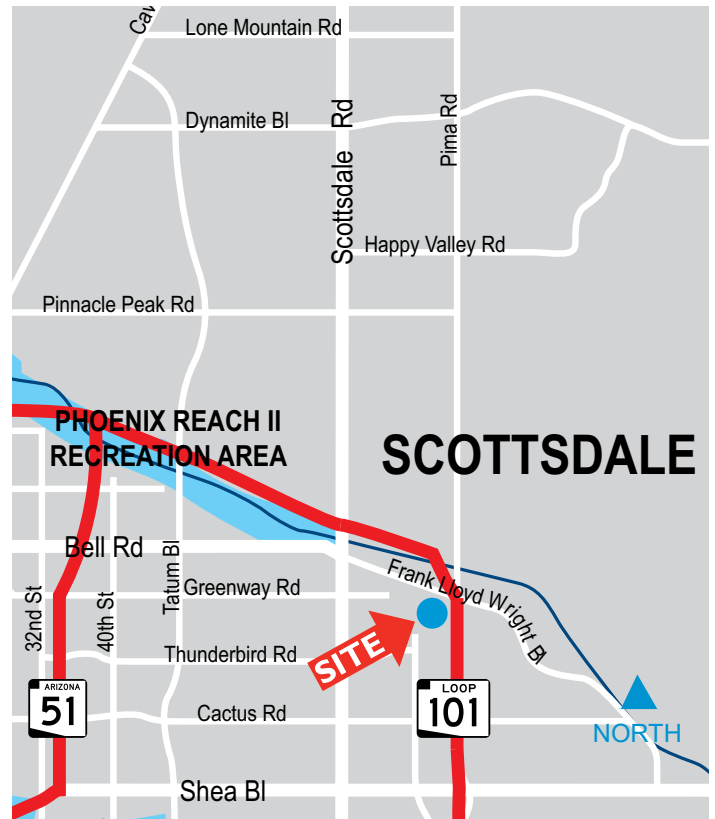 Cav
Lone Mountain Rd
Dynamite Bl
Scottsdale Rd
Pima Rd
Happy Valley Rd
Pinnacle Peak Rd
PHOENIX REACH II
RECREATION AREA
SCOTTSDALE
Bell Rd
Frank Lloyd Wright Bl
Greenway Rd
Tatum Bl
32nd St
40th St
SITE
Thunderbird Rd
ARIZONA
51
LOOP
101
Cactus Rd
NORTH
Shea Bl